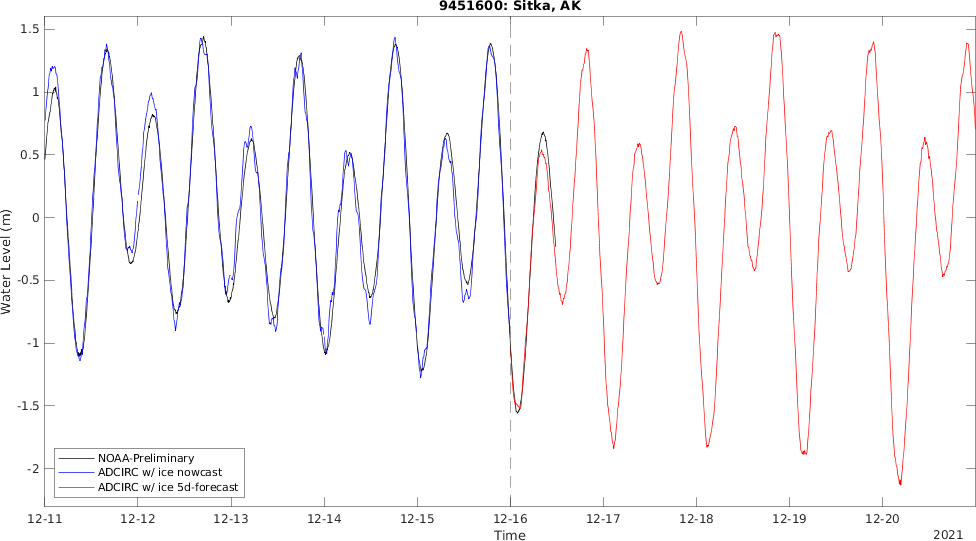 9451600: Sitka, AK
Water Level (m)
1.5
1
0.5
0
-0.5
-1
-1.5
-2
NOAA-Preliminary
ADCIRC w/ ice nowcast
ADCIRC w/ ice 5d-forecast
12-11 12-12 12-13 12-14 12-15 12-16 12-17 12-18 12-19 12-20
Time
2021